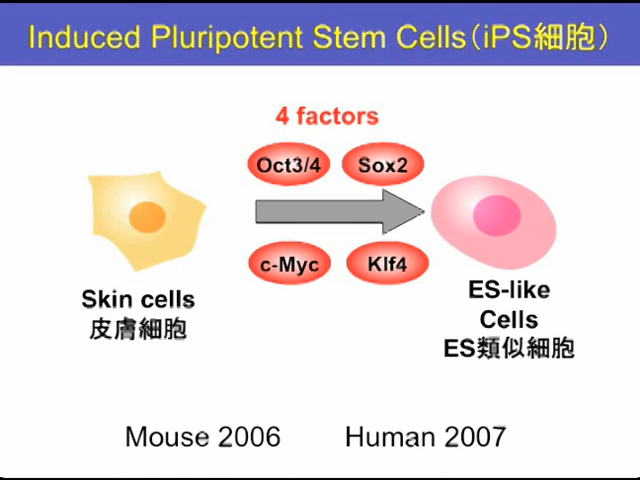 Induced Pluripotent Stem Cells（iPS細胞）
4 factors
Oct3/4 Sox2
c-Myc Klf4
Skin cells
皮膚細胞
ES-like
Cells
ES類似細胞
Mouse 2006 Human 2007